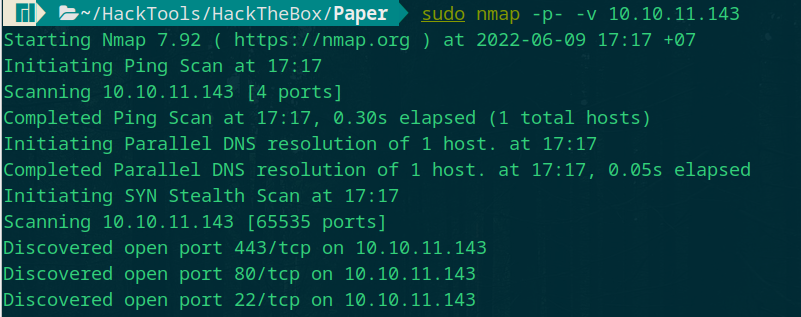 ~/HackTools/HackTheBox/Paper sudo nmap -p- -v 10.10.11.143
Starting Nmap 7.92 ( https://nmap.org ) at 2022-06-09 17:17 +07
Initiating Ping Scan at 17:17
Scanning 10.10.11.143 [4 ports]
Completed Ping Scan at 17:17, 0.30s elapsed (1 total hosts)
Initiating Parallel DNS resolution of 1 host. at 17:17
Completed Parallel DNS resolution of 1 host. at 17:17, 0.05s elapsed
Initiating SYN Stealth Scan at 17:17
Scanning 10.10.11.143 [65535 ports]
Discovered open port 443/tcp on 10.10.11.143
Discovered open port 80/tcp on 10.10.11.143
Discovered open port 22/tcp on 10.10.11.143